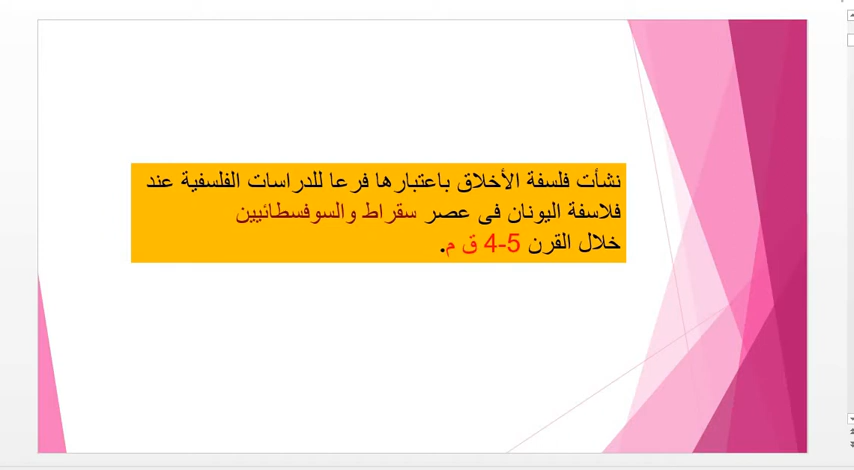 نشأت فلسفة الأخلاق باعتبارها فرعا للدراسات الفلسفية عند
فلاسفة اليونان فى عصر سقراط والسوفسطائيين
خلال القرن 5-4 ق م.